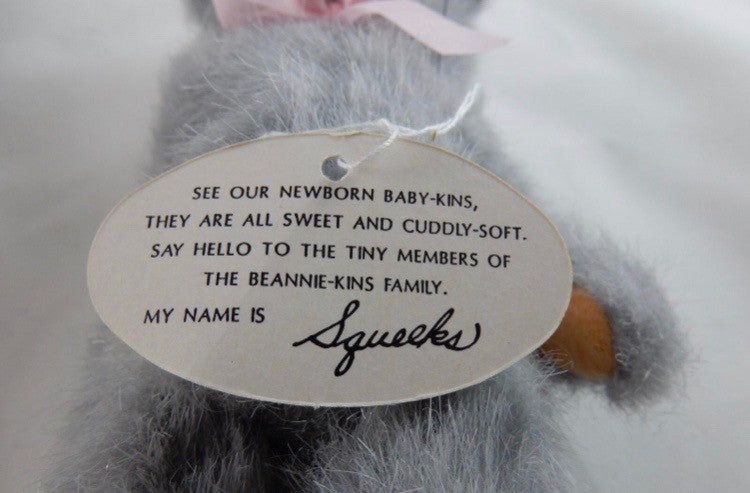 SEE OUR NEWBORN BABY-KINS,
THEY ARE ALL SWEET AND CUDDLY-SOFT.
SAY HELLO TO THE TINY MEMBERS OF
THE BEANNIE-KINS FAMILY.
MY NAME IS Squeeks